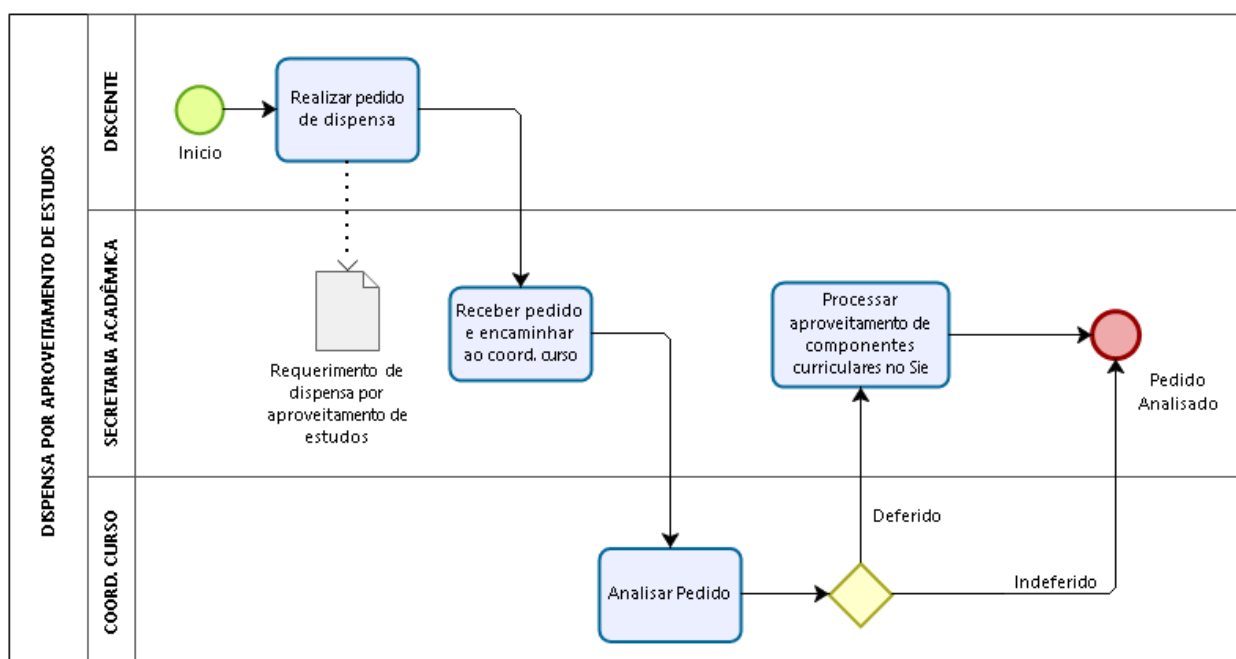 DISPENSA POR APROVEITAMENTO DE ESTUDOS
DISCENTE
Inicio
Realizar pedido
de dispensa
SECRETARIA ACADÊMICA
Requerimento de
dispensa por
aproveitamento de
estudos
Receber pedido
e encaminhar
ao coord. curso
Processar
aproveitamento de
componentes
curriculares no Sie
Pedido
Analisado
COORD. CURSO
Analisar Pedido
Deferido
Indeferido